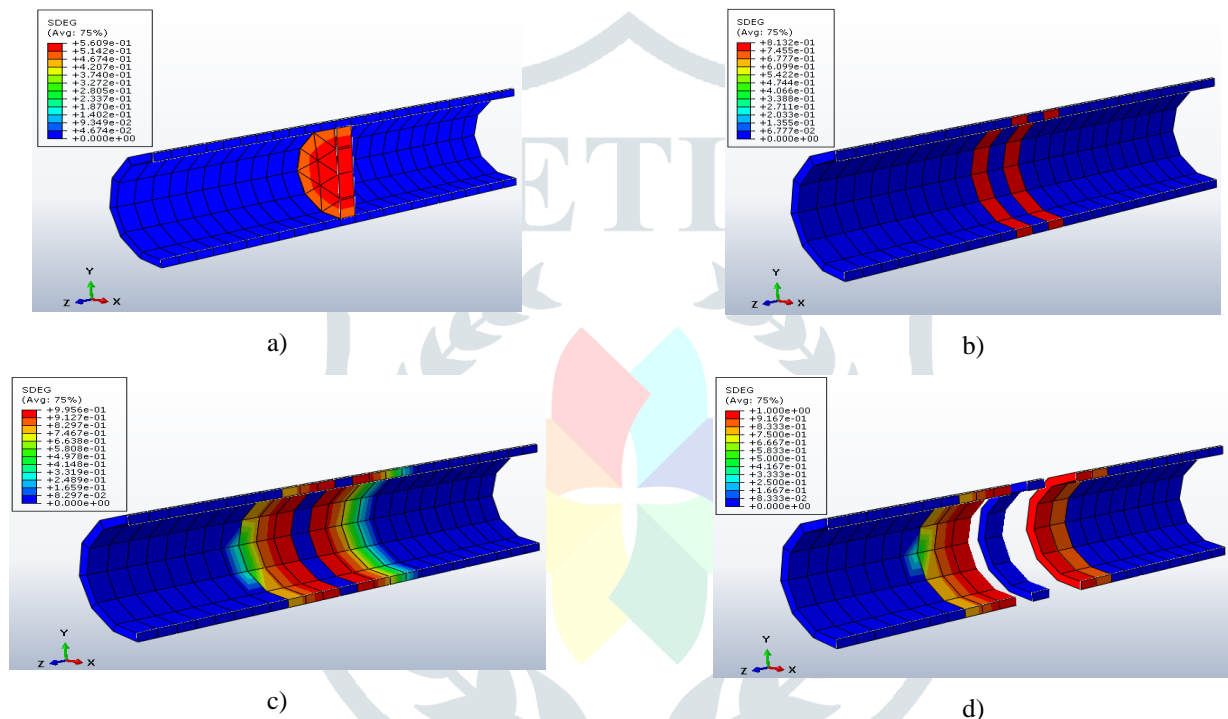 SDEG
(Avg: 75%)
+5.609e-01
+5.142e-01
+4.674e-01
+4.207e-01
+3.740e-01
+3.272e-01
+2.805e-01
+2.337e-01
+1.870e-01
+1.402e-01
+9.349e-02
+4.674e-02
+0.000e+00
Y
Z
X
a)
SDEG
(Avg: 75%)
+8.132e-01
+7.455e-01
+6.777e-01
+6.099e-01
+5.422e-01
+4.744e-01
+4.066e-01
+3.388e-01
+2.711e-01
+2.033e-01
+1.355e-01
+6.777e-02
+0.000e+00
Y
Z
X
b)
ETI
SDEG
(Avg: 75%)
+9.956e-01
+9.127e-01
+8.297e-01
+7.467e-01
+6.638e-01
+5.808e-01
+4.978e-01
+4.148e-01
+3.319e-01
+2.489e-01
+1.659e-01
+8.297e-02
+0.000e+00
Y
Z
X
c)
SDEG
(Avg: 75%)
+1.000e+00
+9.167e-01
+8.333e-01
+7.500e-01
+6.667e-01
+5.833e-01
+5.000e-01
+4.167e-01
+3.333e-01
+2.500e-01
+1.667e-01
+8.333e-02
+0.000e+00
Y
Z
X
d)